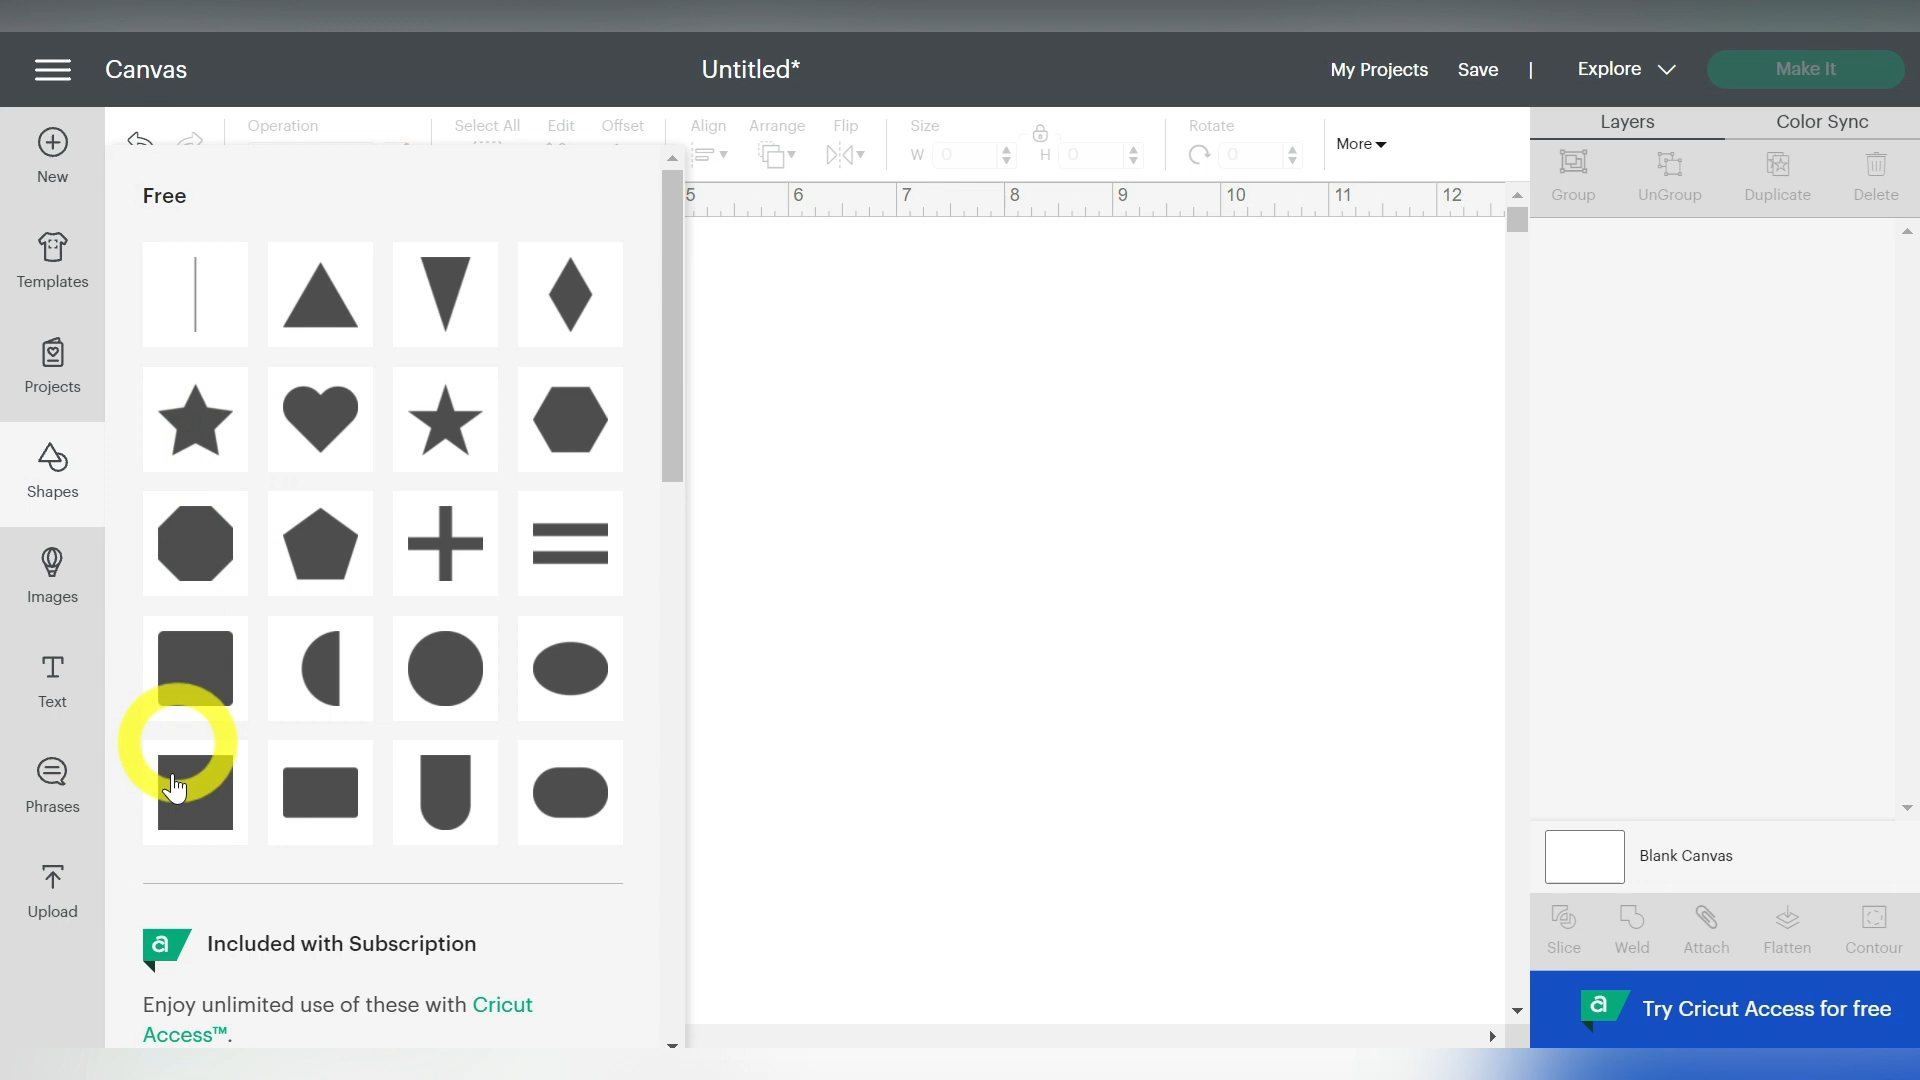 Canvas
Untitled*
My Projects
Save
|
Explore
Make It
New
Templates
Projects
Shapes
Images
Text
Phrases
Upload
Operation
Select All
Edit
Offset
Align
Arrange
Flip
Size
W 0
H 0
Rotate
0
More
Free
5 6 7 8 9 10 11 12
a Included with Subscription
Enjoy unlimited use of these with Cricut
Access™.
Layers
Color Sync
Group
UnGroup
Duplicate
Delete
Blank Canvas
Slice
Weld
Attach
Flatten
Contour
a Try Cricut Access for free